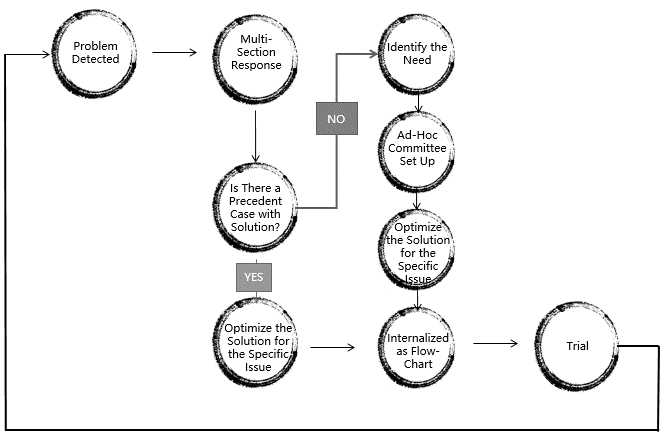 Problem
Detected
Multi-
Section
Response
Is There a
Precedent
Case with
Solution?
NO
YES
Identify the
Need
Ad-Hoc
Committee
Set Up
Optimize
the Solution
for the
Specific
Issue
Optimize the
Solution for
the Specific
Issue
Internalized
as Flow-
Chart
Trial